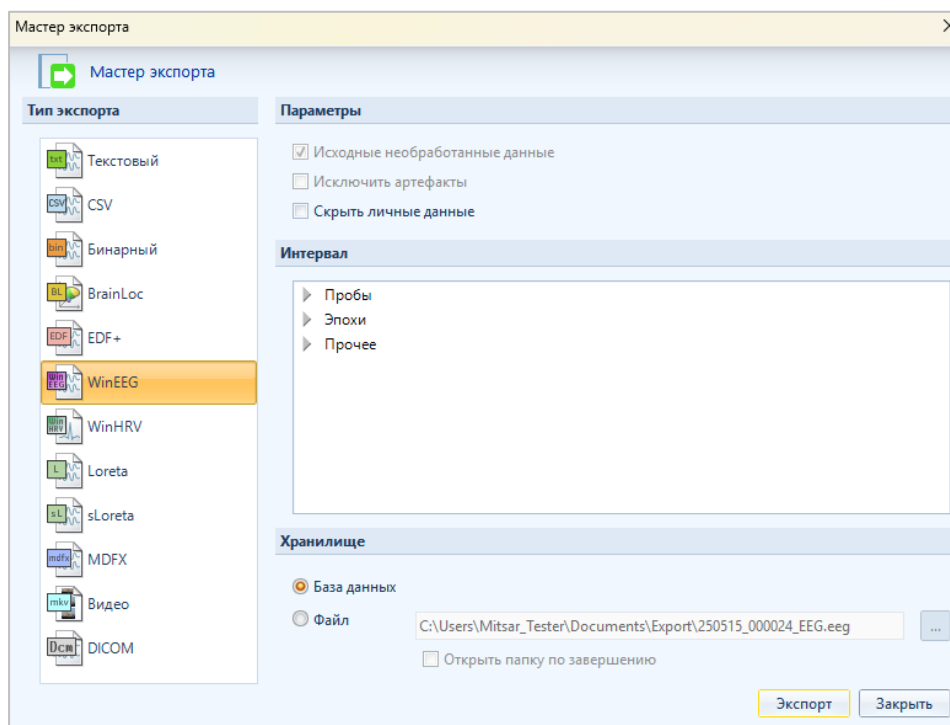 Мастер экспорта
Мастер экспорта
Тип экспорта
txt Текстовый
CSV CSV
bin Бинарный
BL BrainLoc
EDF EDF+
Win EEG WinEEG
Win HRV WinHRV
L Loreta
sL sLoreta
mdfx MDFX
mkv Видео
Dcm DICOM
Параметры
Исходные необработанные данные
Исключить артефакты
Скрыть личные данные
Интервал
Пробы
Эпохи
Прочее
Хранилище
База данных
Файл
C:\Users\Mitsar_Tester\Documents\Export\250515_000024_EEG.eeg
...
Открыть папку по завершению
Экспорт
Закрыть